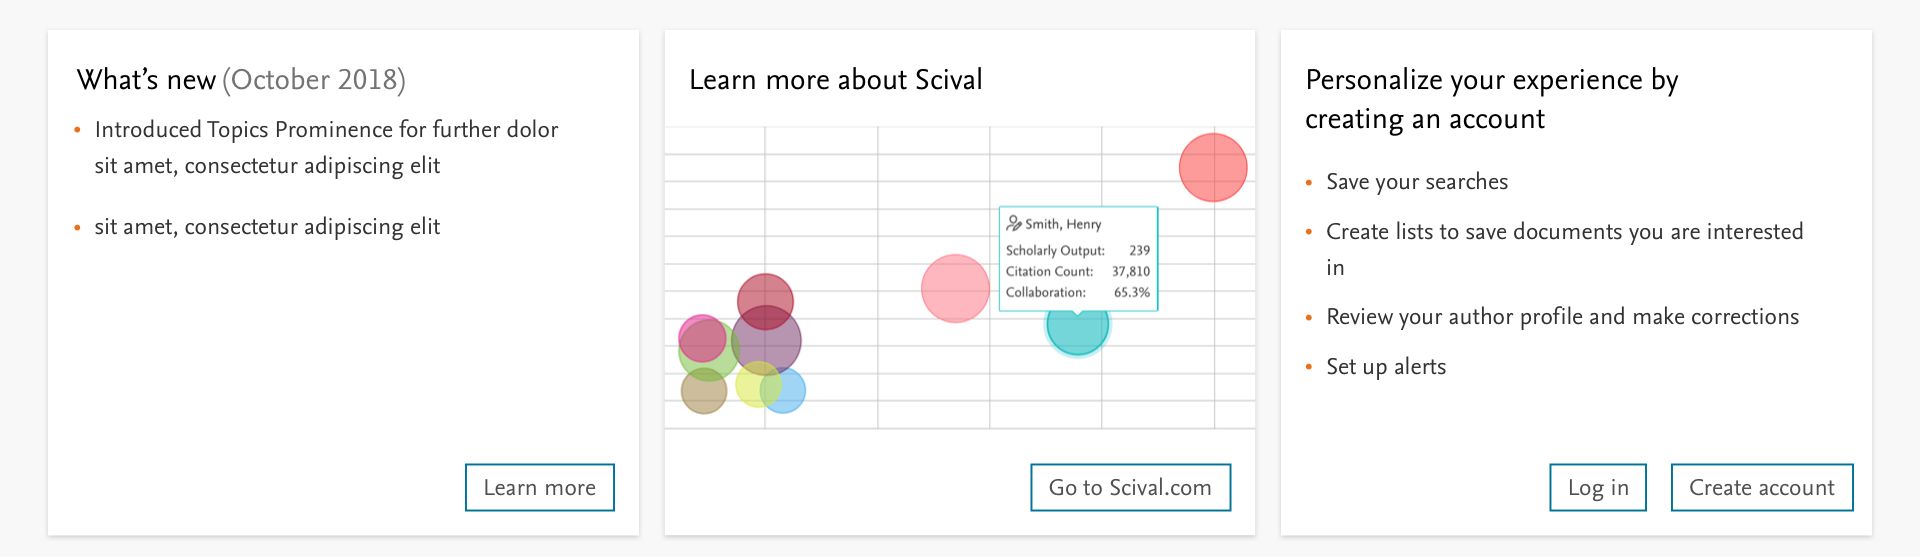 What’s new (October 2018)
• Introduced Topics Prominence for further dolor
sit amet, consectetur adipiscing elit
• sit amet, consectetur adipiscing elit
Learn more
Learn more about Scival
Smith, Henry
Scholarly Output: 239
Citation Count: 37,810
Collaboration: 65.3%
Go to Scival.com
Personalize your experience by
creating an account
• Save your searches
• Create lists to save documents you are interested
in
• Review your author profile and make corrections
• Set up alerts
Log in
Create account